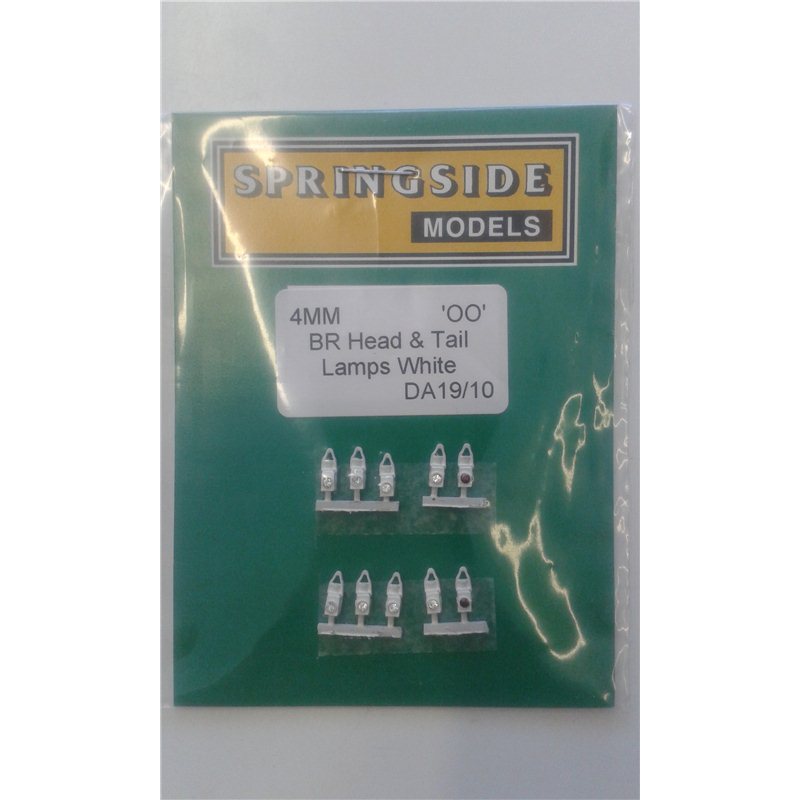 SPRINGSIDE
MODELS
4MM 'OO'
BR Head & Tail
Lamps White
DA19/10